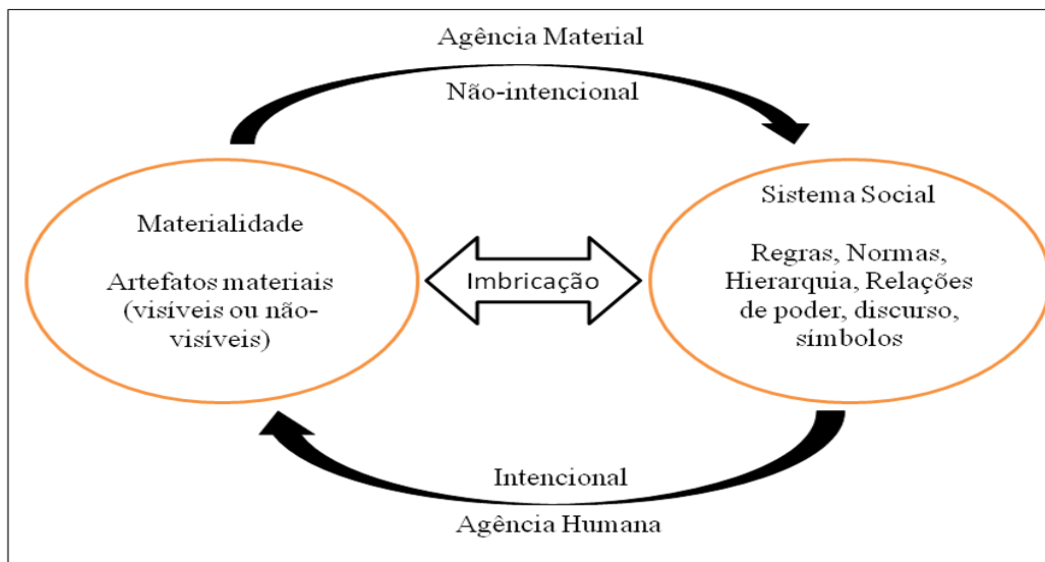 Agência Material
Não-intencional
Materialidade
Artefatos materiais
(visíveis ou não-
visíveis)
Imbricação
Sistema Social
Regras, Normas,
Hierarquia, Relações
de poder, discurso,
símbolos
Intencional
Agência Humana